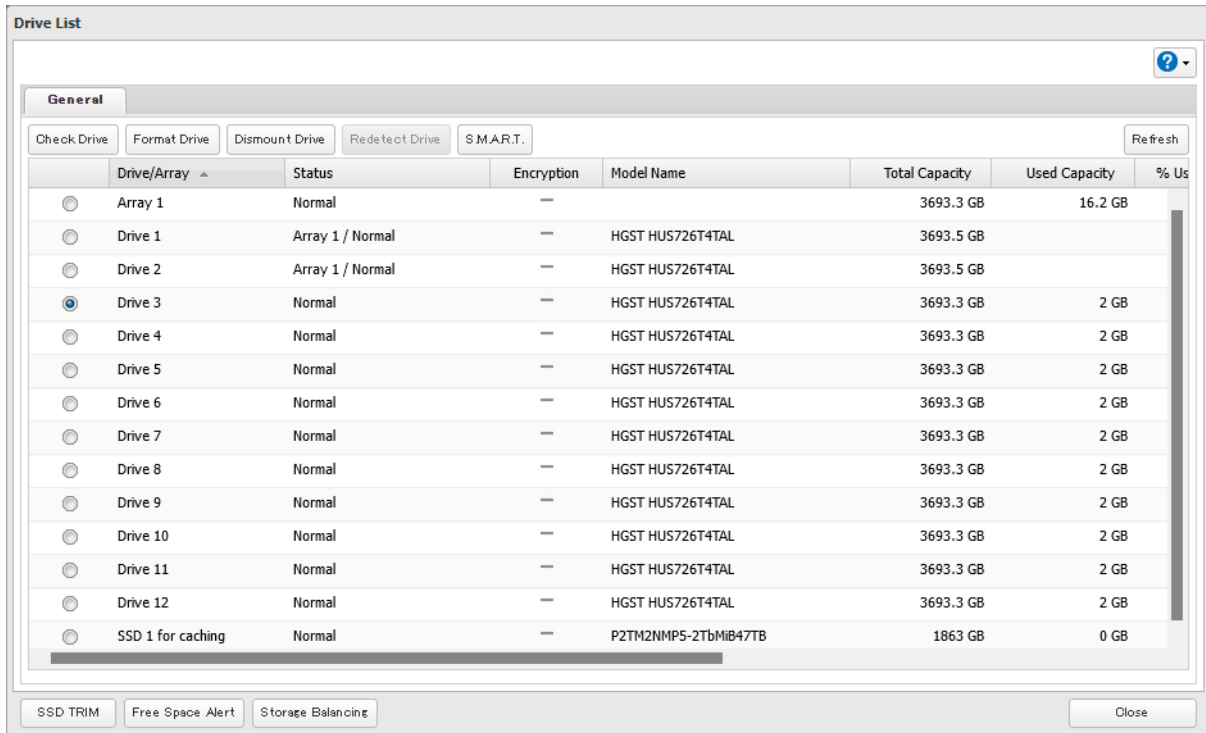 Drive List
?
General
Check Drive Format Drive Dismount Drive Redetect Drive S.M.A.R.T. Refresh
Drive/Array Status Encryption Model Name Total Capacity Used Capacity % Us
Array 1 Normal — 3693.3 GB 16.2 GB
Drive 1 Array 1 / Normal — HGST HUS726T4TAL 3693.5 GB
Drive 2 Array 1 / Normal — HGST HUS726T4TAL 3693.5 GB
Drive 3 Normal — HGST HUS726T4TAL 3693.3 GB 2 GB
Drive 4 Normal — HGST HUS726T4TAL 3693.3 GB 2 GB
Drive 5 Normal — HGST HUS726T4TAL 3693.3 GB 2 GB
Drive 6 Normal — HGST HUS726T4TAL 3693.3 GB 2 GB
Drive 7 Normal — HGST HUS726T4TAL 3693.3 GB 2 GB
Drive 8 Normal — HGST HUS726T4TAL 3693.3 GB 2 GB
Drive 9 Normal — HGST HUS726T4TAL 3693.3 GB 2 GB
Drive 10 Normal — HGST HUS726T4TAL 3693.3 GB 2 GB
Drive 11 Normal — HGST HUS726T4TAL 3693.3 GB 2 GB
Drive 12 Normal — HGST HUS726T4TAL 3693.3 GB 2 GB
SSD 1 for caching Normal — P2TM2NMP5-2TbMiB47TB 1863 GB 0 GB
SSD TRIM Free Space Alert Storage Balancing Close